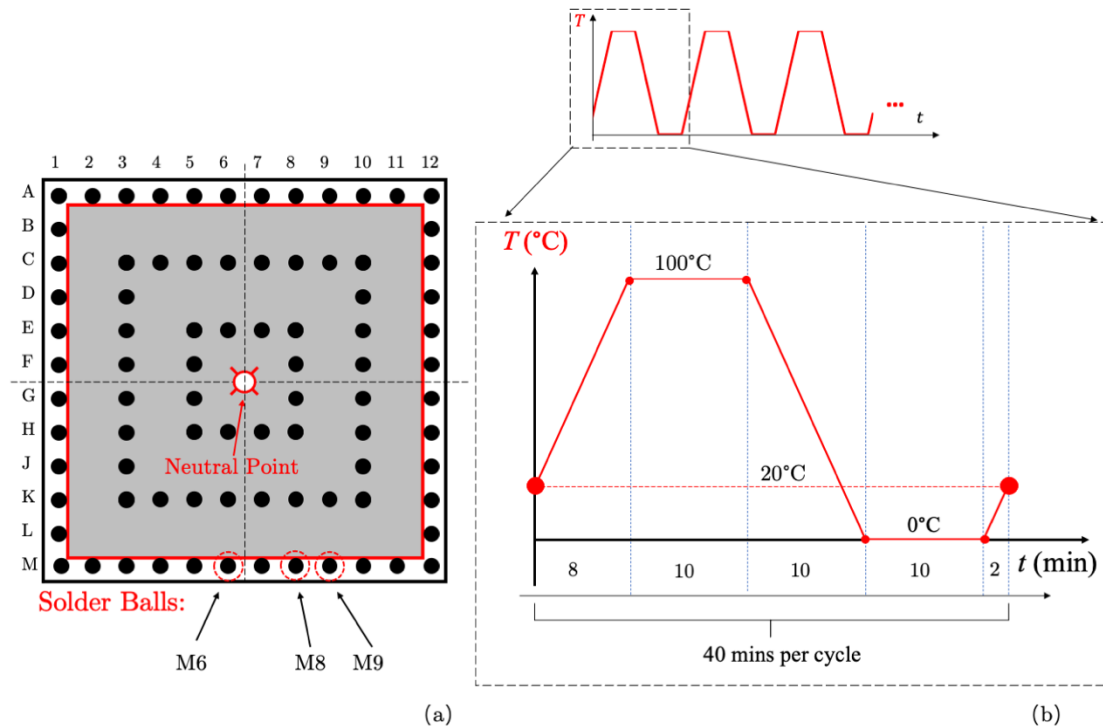 T
t
1 2 3 4 5 6 7 8 9 10 11 12
A
B
C
D
E
F
G
H
J
K
L
M
Neutral Point
Solder Balls:
M6 M8 M9
(a)
T (°C)
100°C
20°C
0°C
8 10 10 10 2 t (min)
40 mins per cycle
(b)